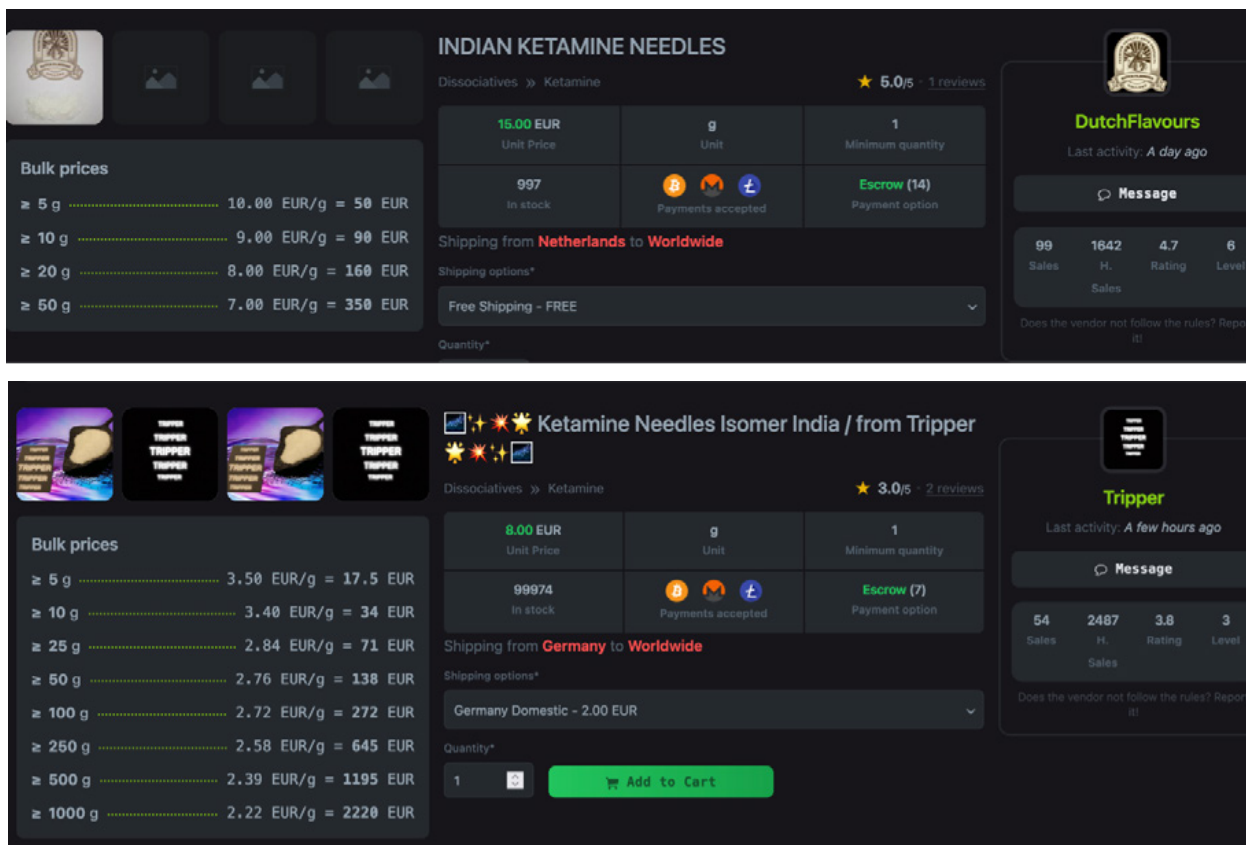 INDIAN KETAMINE NEEDLES
Dissociatives » Ketamine
5.0/5 · 1 reviews
15.00 EUR
Unit Price
g
Unit
1
Minimum quantity
997
In stock
Payments accepted
Escrow (14)
Payment option
Shipping from Netherlands to Worldwide
Shipping options*
Free Shipping - FREE
Quantity*
Bulk prices
≥ 5 g 10.00 EUR/g = 50 EUR
≥ 10 g 9.00 EUR/g = 90 EUR
≥ 20 g 8.00 EUR/g = 160 EUR
≥ 50 g 7.00 EUR/g = 350 EUR
DutchFlavours
Last activity: A day ago
Message
99
Sales
1642
H.
Sales
4.7
Rating
6
Level
Does the vendor not follow the rules? Repo
it!
Ketamine Needles Isomer India / from Tripper
Dissociatives » Ketamine
3.0/5 · 2 reviews
8.00 EUR
Unit Price
g
Unit
1
Minimum quantity
99974
In stock
Payments accepted
Escrow (7)
Payment option
Shipping from Germany to Worldwide
Shipping options*
Germany Domestic - 2.00 EUR
Quantity*
1
Add to Cart
TRIPPER
TRIPPER
TRIPPER
TRIPPER
TRIPPER
TRIPPER
TRIPPER
TRIPPER
TRIPPER
TRIPPER
Bulk prices
≥ 5 g 3.50 EUR/g = 17.5 EUR
≥ 10 g 3.40 EUR/g = 34 EUR
≥ 25 g 2.84 EUR/g = 71 EUR
≥ 50 g 2.76 EUR/g = 138 EUR
≥ 100 g 2.72 EUR/g = 272 EUR
≥ 250 g 2.58 EUR/g = 645 EUR
≥ 500 g 2.39 EUR/g = 1195 EUR
≥ 1000 g 2.22 EUR/g = 2220 EUR
Tripper
Last activity: A few hours ago
Message
54
Sales
2487
H.
Sales
3.8
Rating
3
Level
Does the vendor not follow the rules? Repor
it!